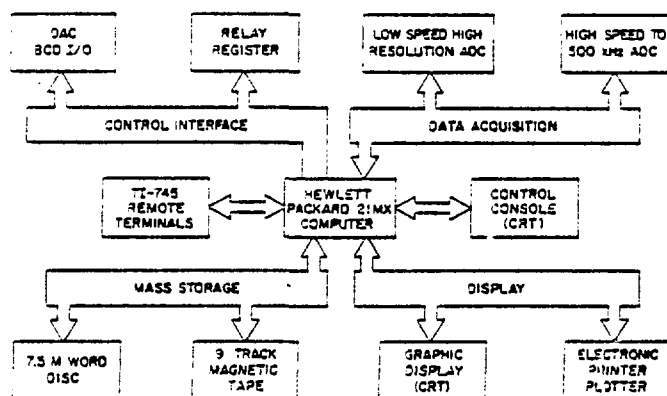 DAC
BCD I/O
RELAY
REGISTER
LOW SPEED HIGH
RESOLUTION ADC
HIGH SPEED TO
500 kHz ADC
CONTROL INTERFACE
DATA ACQUISITION
TI-745
REMOTE
TERMINALS
HEWLETT
PACKARD 21MX
COMPUTER
CONTROL
CONSOLE
(CRT)
MASS STORAGE
DISPLAY
7.5 M WORD
DISC
9 TRACK
MAGNETIC
TAPE
GRAPHIC
DISPLAY
(CRT)
ELECTRONIC
PRINTER
PLOTTER